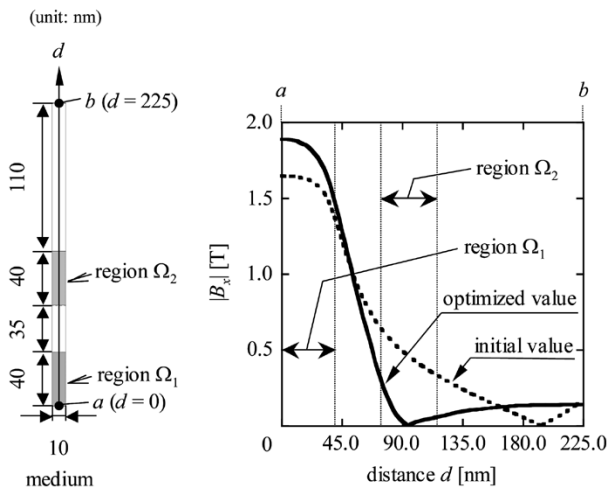 (unit: nm)
d
b (d = 225)
110
40
35
40
region Ω2
region Ω1
a (d=0)
10
medium
a
b
2.0
1.5
1.0
0.5
0
|Bx| [T]
region Ω2
region Ω1
optimized value
initial value
45.0 90.0 135.0 180.0 225.0
distance d [nm]